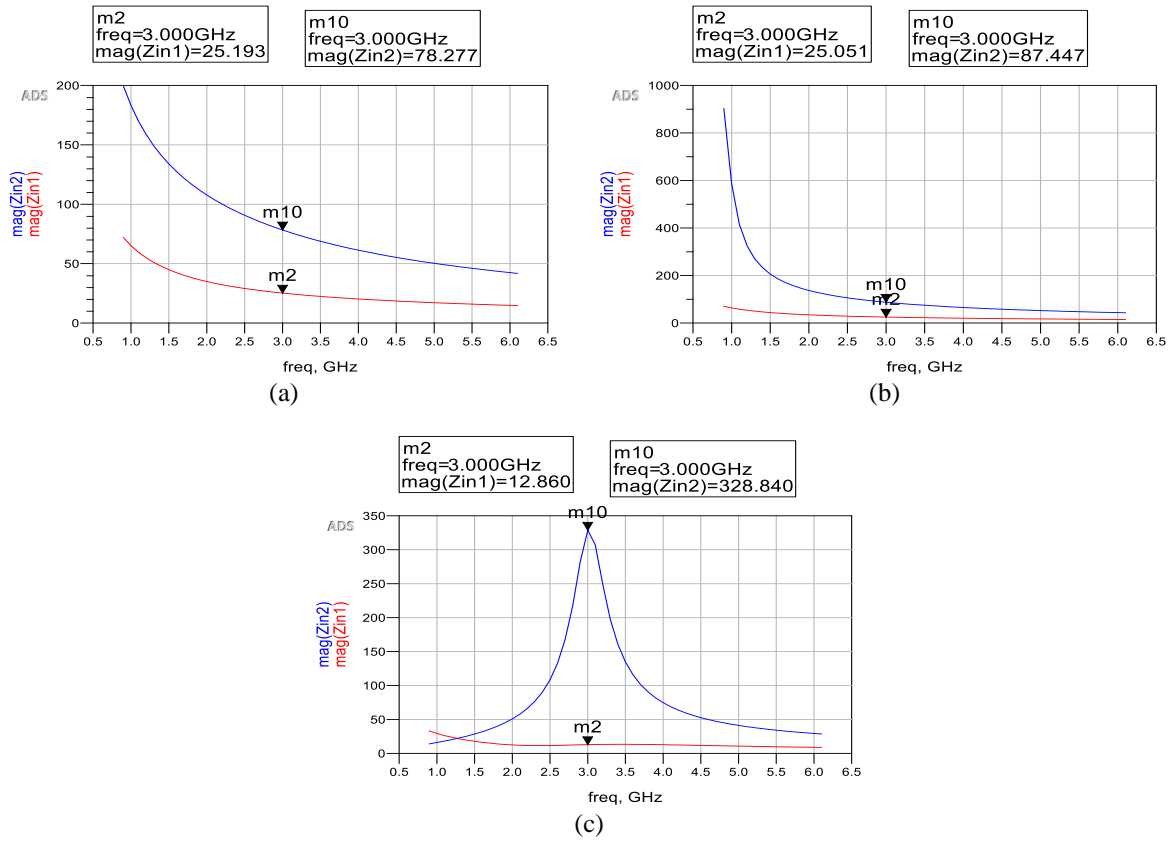 m2
freq=3.000GHz
mag(Zin1)=25.193
m10
freq=3.000GHz
mag(Zin2)=78.277
ADS
mag(Zin2)
mag(Zin1)
200
150
100
50
0
m10
m2
0.5 1.0 1.5 2.0 2.5 3.0 3.5 4.0 4.5 5.0 5.5 6.0 6.5
freq, GHz
(a)
m2
freq=3.000GHz
mag(Zin1)=25.051
m10
freq=3.000GHz
mag(Zin2)=87.447
ADS
mag(Zin2)
mag(Zin1)
1000
800
600
400
200
0
m10
m2
0.5 1.0 1.5 2.0 2.5 3.0 3.5 4.0 4.5 5.0 5.5 6.0 6.5
freq, GHz
(b)
m2
freq=3.000GHz
mag(Zin1)=12.860
m10
freq=3.000GHz
mag(Zin2)=328.840
ADS
mag(Zin2)
mag(Zin1)
350
300
250
200
150
100
50
0
m10
m2
0.5 1.0 1.5 2.0 2.5 3.0 3.5 4.0 4.5 5.0 5.5 6.0 6.5
freq, GHz
(c)